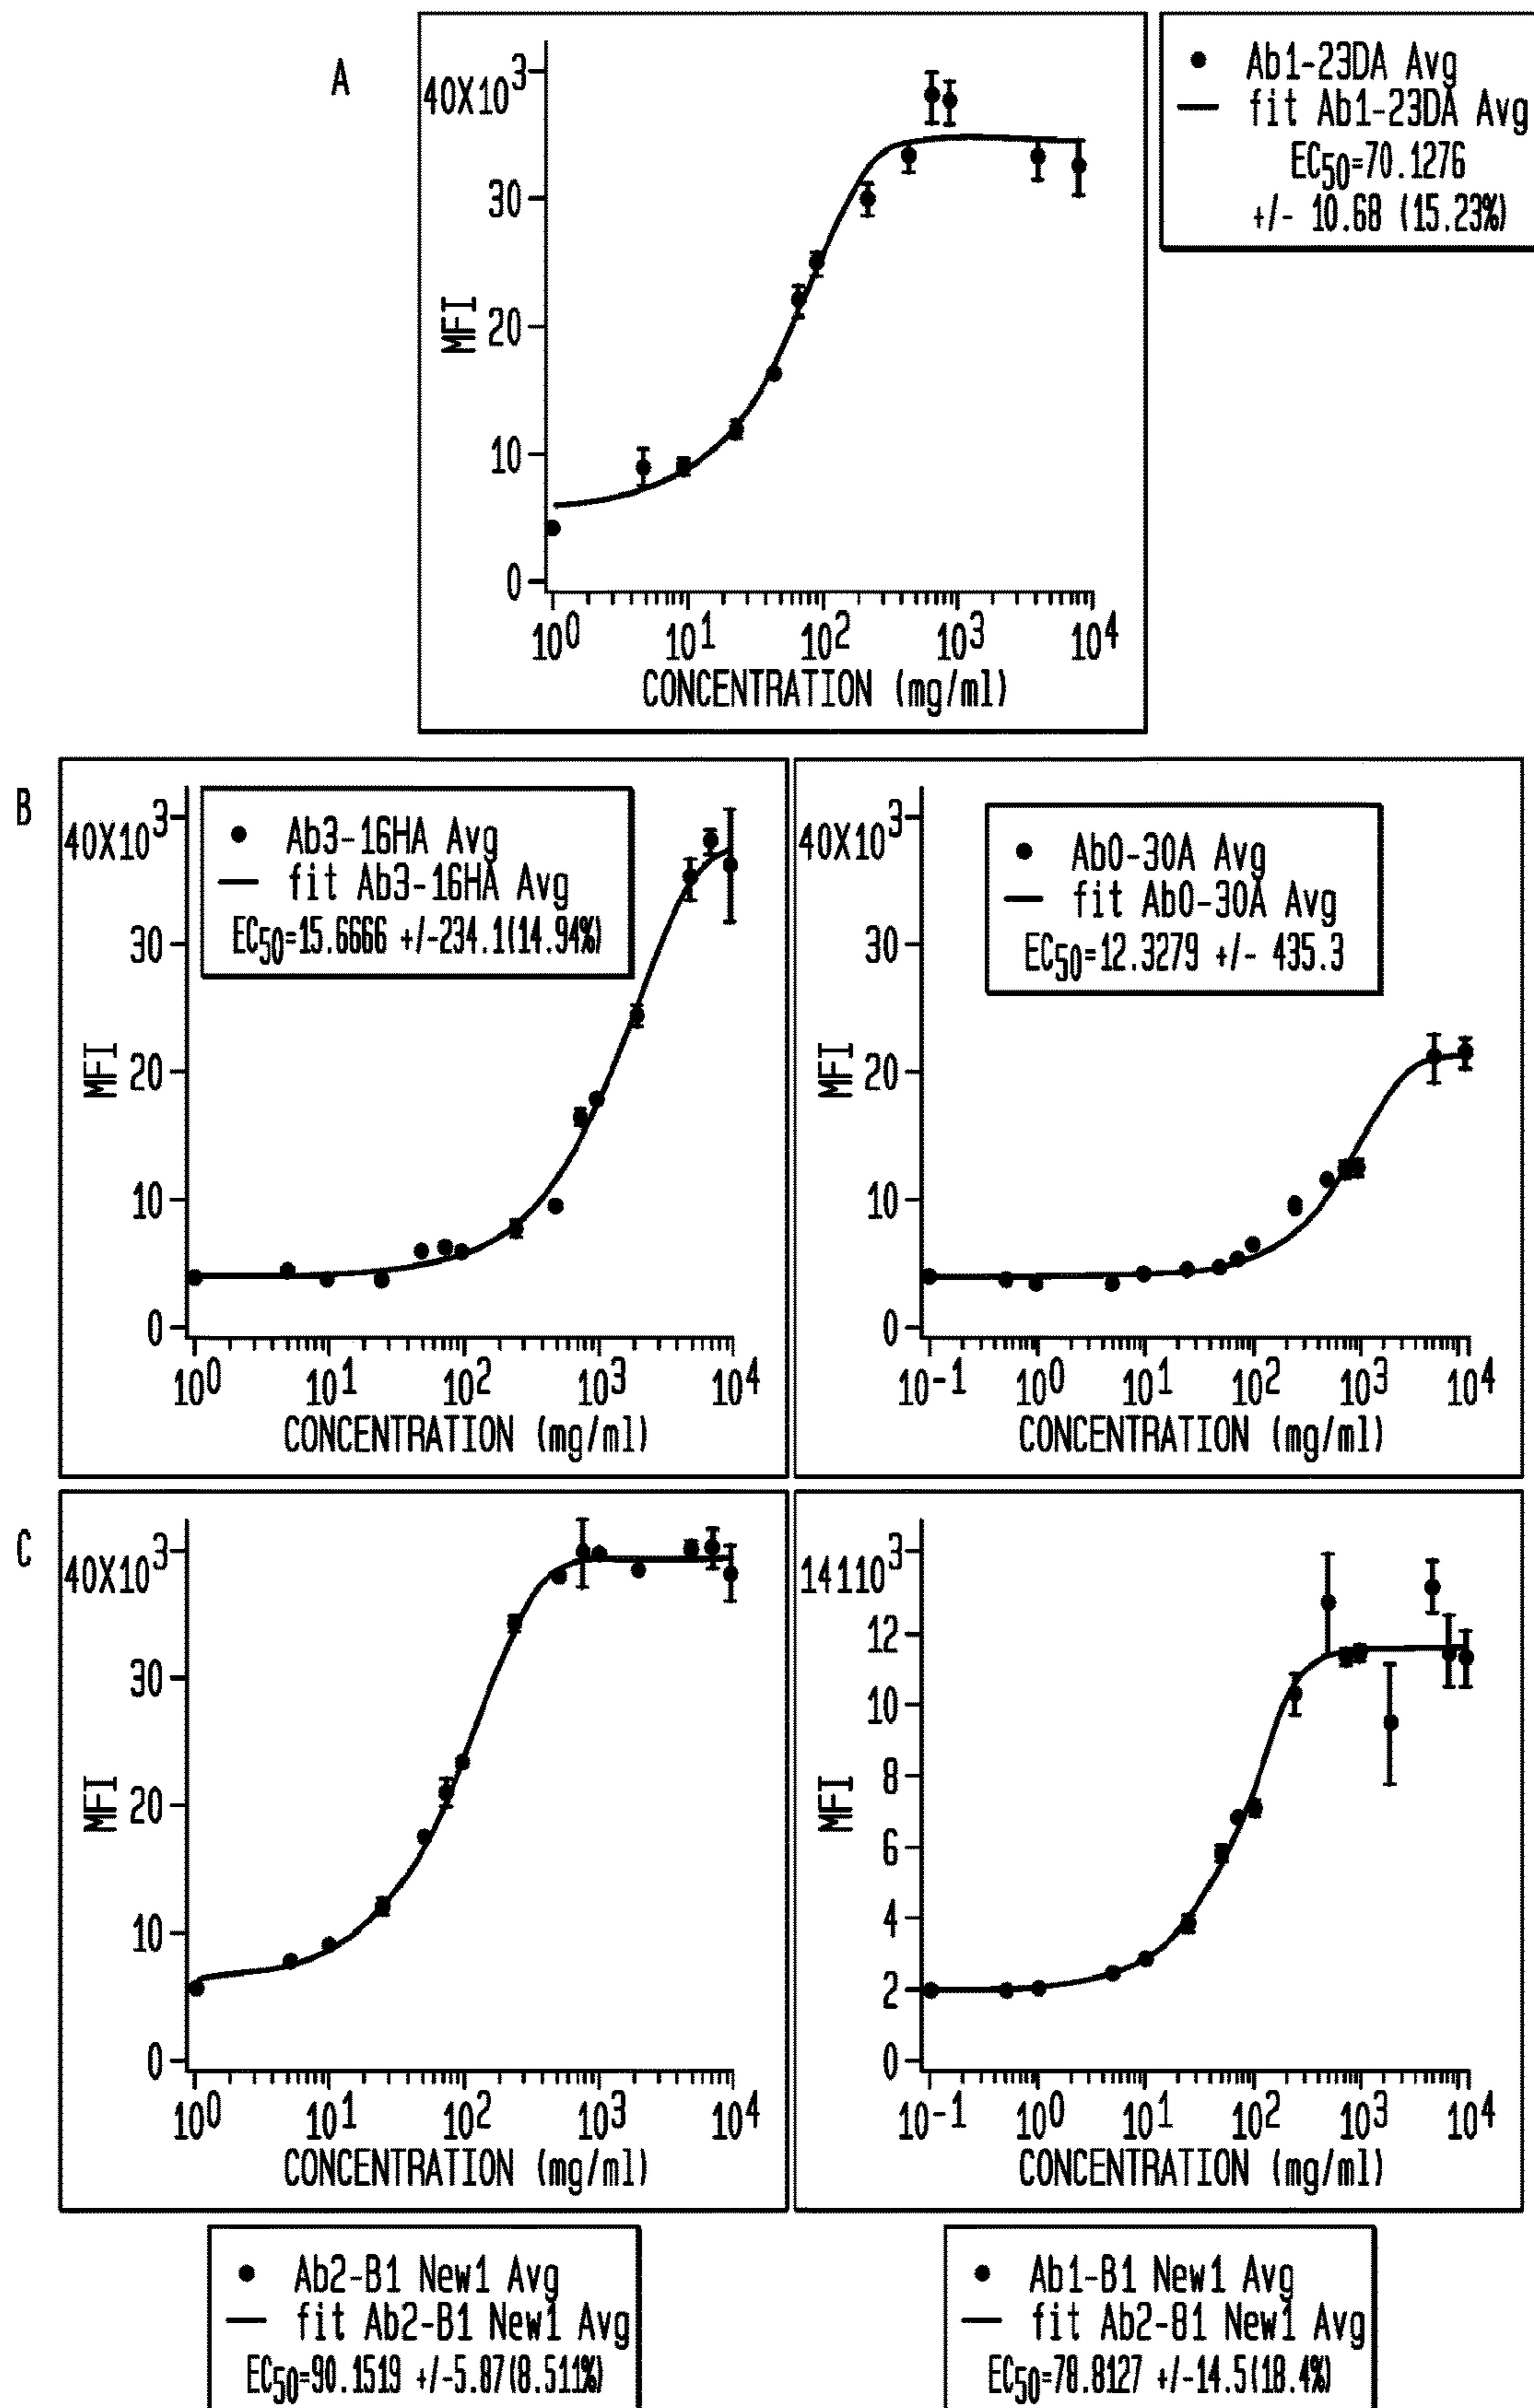 A
40X10³
30
20
10
0
MFI
10⁰ 10¹ 10² 10³ 10⁴
CONCENTRATION (mg/ml)
Ab1-23DA Avg
fit Ab1-23DA Avg
EC50=70.1276
+/- 10.68 (15.23%)
B
40X10³
30
20
10
0
MFI
Ab3-16HA Avg
fit Ab3-16HA Avg
EC50=15.6666 +/-234.1(14.94%)
10⁰ 10¹ 10² 10³ 10⁴
CONCENTRATION (mg/ml)
40X10³
30
20
10
0
MFI
Ab0-30A Avg
fit Ab0-30A Avg
EC50=12.3279 +/- 435.3
10-1 10⁰ 10¹ 10² 10³ 10⁴
CONCENTRATION (mg/ml)
C
40X10³
30
20
10
0
MFI
10⁰ 10¹ 10² 10³ 10⁴
CONCENTRATION (mg/ml)
Ab2-B1 New1 Avg
fit Ab2-B1 New1 Avg
EC50=90.1519 +/-5.87(8.511%)
14110³
12
10
8
6
4
2
0
MFI
10-1 10⁰ 10¹ 10² 10³ 10⁴
CONCENTRATION (mg/ml)
Ab1-B1 New1 Avg
fit Ab2-81 New1 Avg
EC50=78.8127 +/-14.5(18.4%)